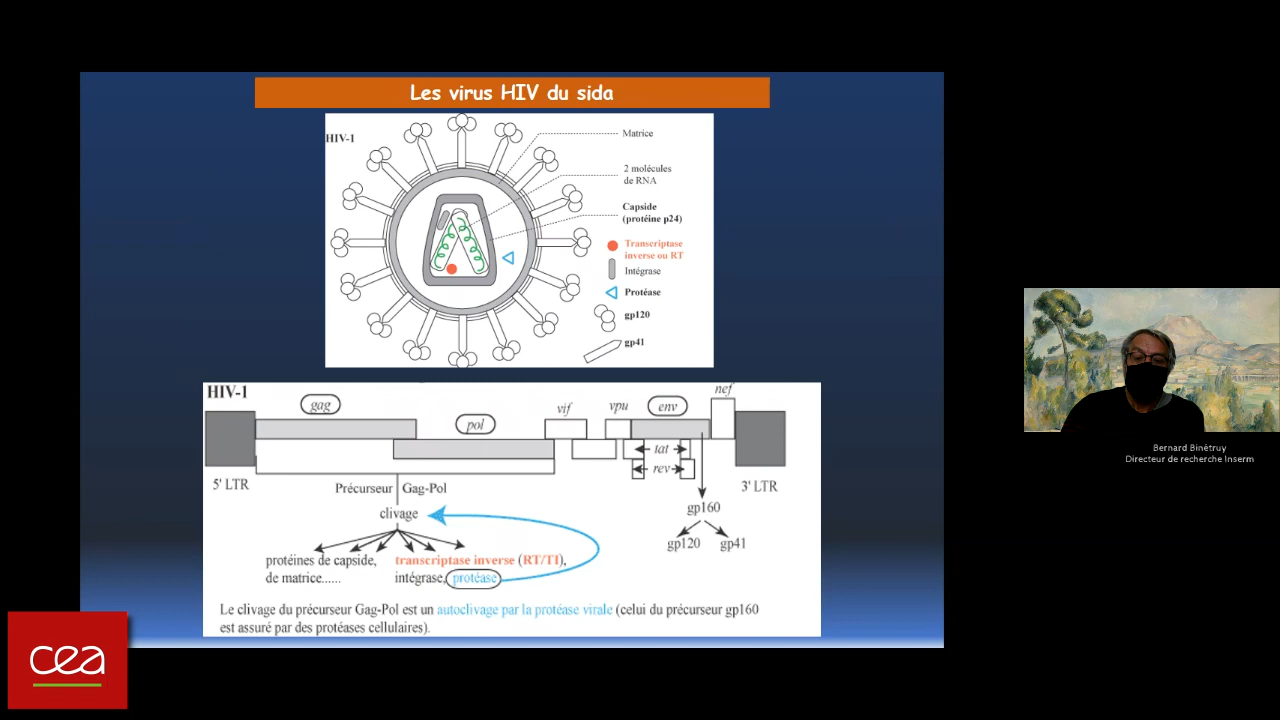 Les virus HIV du sida
HIV-1
Matrice
2 molécules
de RNA
Capside
(protéine p24)
Transcriptase
inverse ou RT
Intégrase
Protéase
gp120
gp41
HIV-1
gag
pol
vif
vpu
env
nef
tat
rev
5' LTR
3' LTR
Précurseur Gag-Pol
clivage
gp160
gp120 gp41
protéines de capside,
de matrice......
transcriptase inverse (RT/TI),
intégrase, protéase
Le clivage du précurseur Gag-Pol est un autoclivage par la protéase virale (celui du précurseur gp160
est assuré par des protéases cellulaires).
Bernard Binétruy
Directeur de recherche Inserm
cea